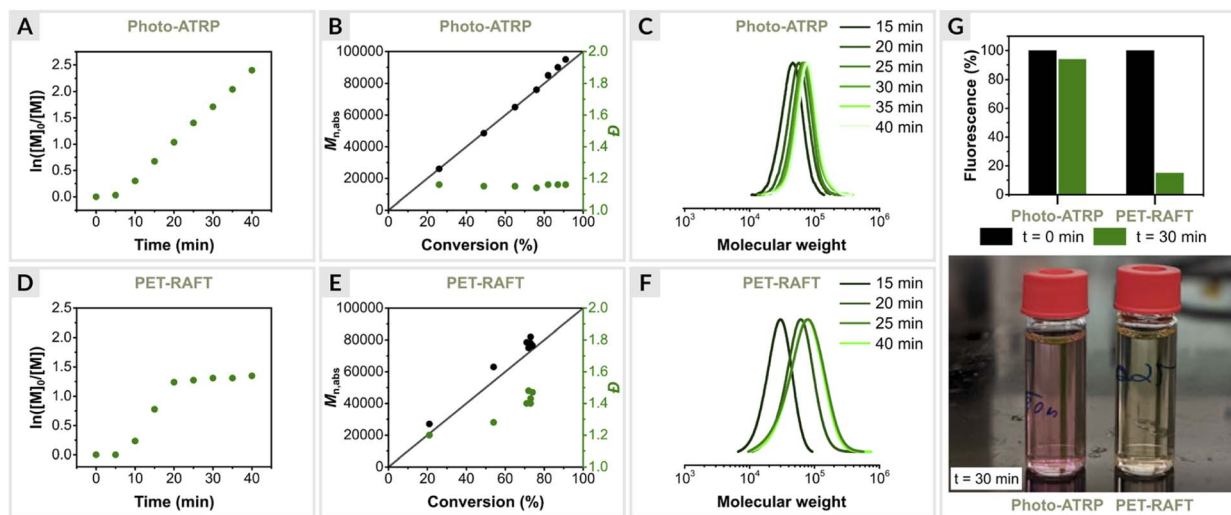 A
Photo-ATRP
ln([M]0/[M])
2.5
2.0
1.5
1.0
0.5
0.0
0 10 20 30 40
Time (min)
B
Photo-ATRP
Mn,abs
100000
80000
60000
40000
20000
0
0 20 40 60 80 100
Conversion (%)
2.0
1.8
1.6
1.4
1.2
1.0
Đ
C
Photo-ATRP
15 min
20 min
25 min
30 min
35 min
40 min
10³ 10⁴ 10⁵ 10⁶
Molecular weight
D
PET-RAFT
ln([M]0/[M])
2.5
2.0
1.5
1.0
0.5
0.0
0 10 20 30 40
Time (min)
E
PET-RAFT
Mn,abs
100000
80000
60000
40000
20000
0
0 20 40 60 80 100
Conversion (%)
2.0
1.8
1.6
1.4
1.2
1.0
Đ
F
PET-RAFT
15 min
20 min
25 min
40 min
10³ 10⁴ 10⁵ 10⁶
Molecular weight
G
Fluorescence (%)
100
80
60
40
20
0
Photo-ATRP PET-RAFT
t = 0 min t = 30 min
t = 30 min
Photo-ATRP PET-RAFT